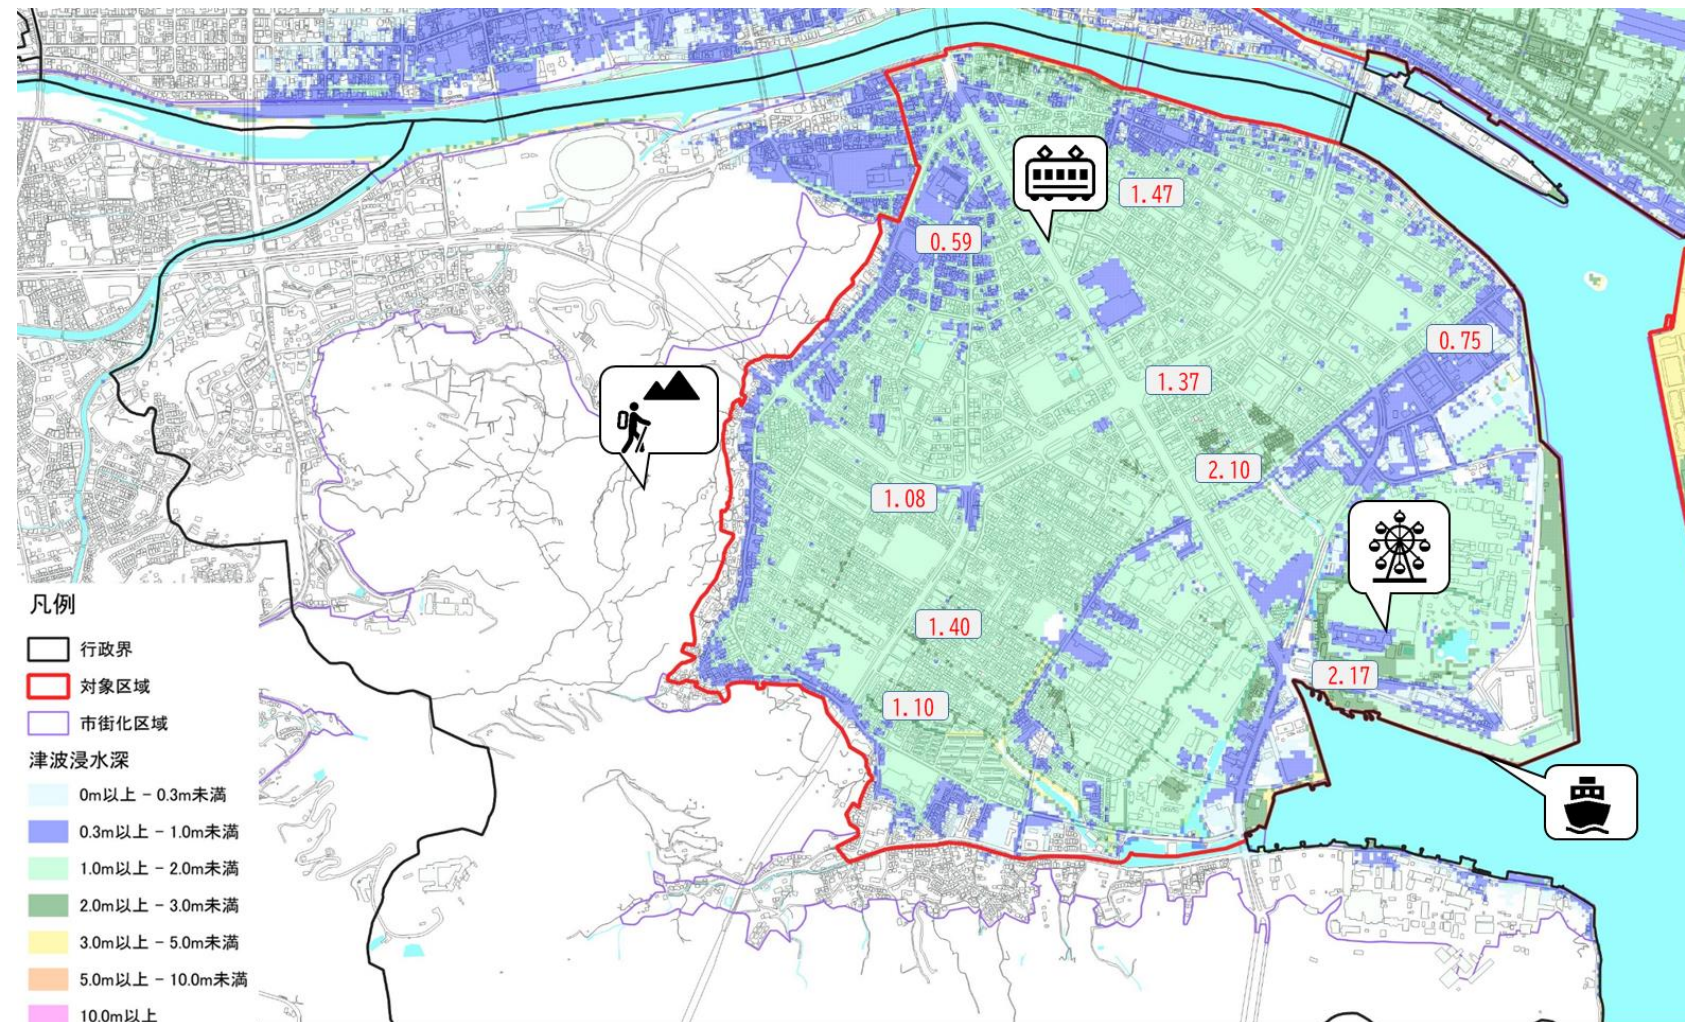 1.47
0.59
0.75
1.37
2.10
1.08
1.40
2.17
1.10
凡例
行政界
対象区域
市街化区域
津波浸水深
0m以上 - 0.3m未満
0.3m以上 - 1.0m未満
1.0m以上 - 2.0m未満
2.0m以上 - 3.0m未満
3.0m以上 - 5.0m未満
5.0m以上 - 10.0m未満
10.0m以上